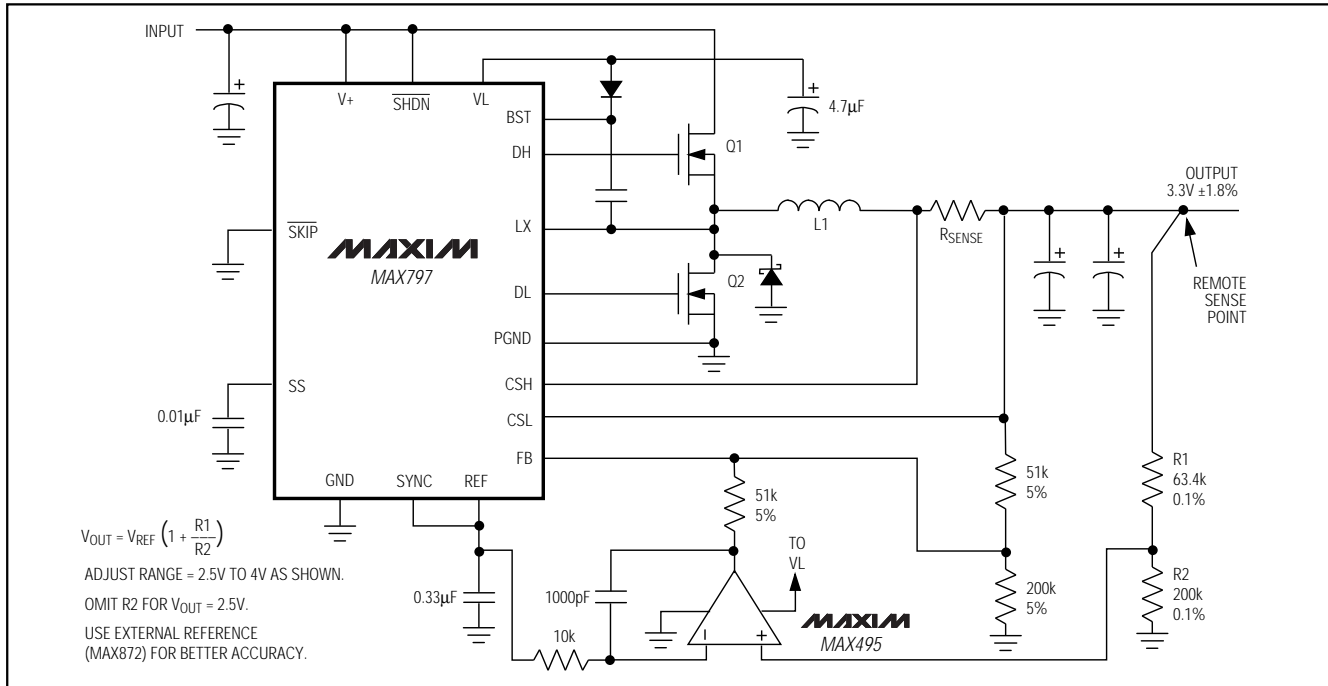 INPUT
V+
SHDN
VL
+
+
4.7μF
BST
DH
Q1
OUTPUT
3.3V ±1.8%
LX
L1
RSENSE
+
+
SKIP
MAXIM
MAX797
DL
Q2
REMOTE
SENSE
POINT
PGND
SS
CSH
0.01μF
CSL
FB
GND
SYNC
REF
51k
5%
51k
5%
R1
63.4k
0.1%
VOUT = VREF (1 + R1/R2)
ADJUST RANGE = 2.5V TO 4V AS SHOWN.
OMIT R2 FOR VOUT = 2.5V.
USE EXTERNAL REFERENCE
(MAX872) FOR BETTER ACCURACY.
0.33μF
1000pF
TO
VL
200k
5%
R2
200k
0.1%
10k
I
+
MAXIM
MAX495